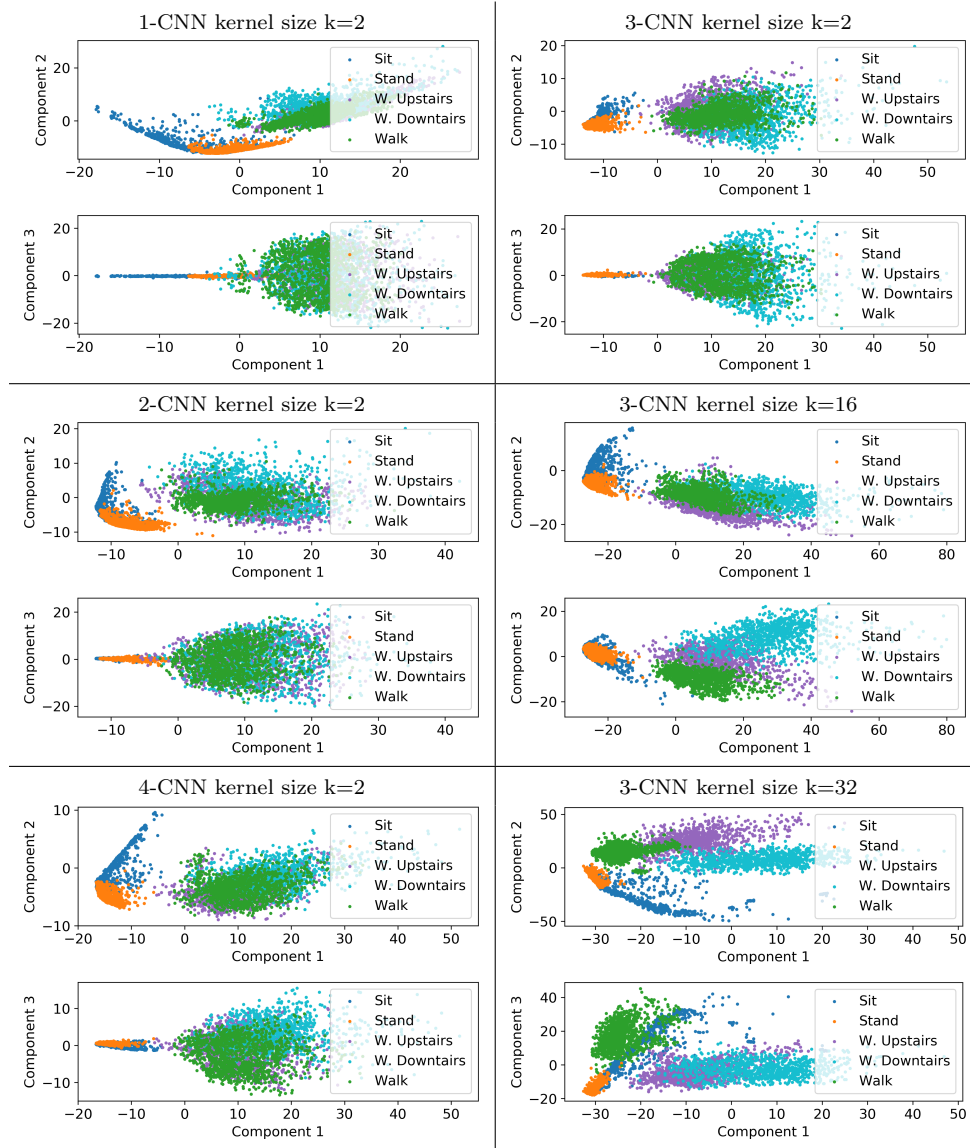 1-CNN kernel size k=2
20
0
Component 2
Sit
Stand
W. Upstairs
W. Downtairs
Walk
−20 −10 0 10 20
Component 1
20
0
−20
Component 3
Sit
Stand
W. Upstairs
W. Downtairs
Walk
−20 −10 0 10 20
Component 1
3-CNN kernel size k=2
20
10
0
−10
Component 2
Sit
Stand
W. Upstairs
W. Downtairs
Walk
−10 0 10 20 30 40 50
Component 1
20
0
−20
Component 3
Sit
Stand
W. Upstairs
W. Downtairs
Walk
−10 0 10 20 30 40 50
Component 1
2-CNN kernel size k=2
20
10
0
−10
Component 2
Sit
Stand
W. Upstairs
W. Downtairs
Walk
−10 0 10 20 30 40
Component 1
20
0
−20
Component 3
Sit
Stand
W. Upstairs
W. Downtairs
Walk
−10 0 10 20 30 40
Component 1
3-CNN kernel size k=16
0
−20
Component 2
Sit
Stand
W. Upstairs
W. Downtairs
Walk
−20 0 20 40 60 80
Component 1
20
0
−20
Component 3
Sit
Stand
W. Upstairs
W. Downtairs
Walk
−20 0 20 40 60 80
Component 1
4-CNN kernel size k=2
10
0
−10
Component 2
Sit
Stand
W. Upstairs
W. Downtairs
Walk
−20 −10 0 10 20 30 40 50
Component 1
10
0
−10
Component 3
Sit
Stand
W. Upstairs
W. Downtairs
Walk
−20 −10 0 10 20 30 40 50
Component 1
3-CNN kernel size k=32
50
0
−50
Component 2
Sit
Stand
W. Upstairs
W. Downtairs
Walk
−30 −20 −10 0 10 20 30 40 50
Component 1
40
20
0
−20
Component 3
Sit
Stand
W. Upstairs
W. Downtairs
Walk
−30 −20 −10 0 10 20 30 40 50
Component 1